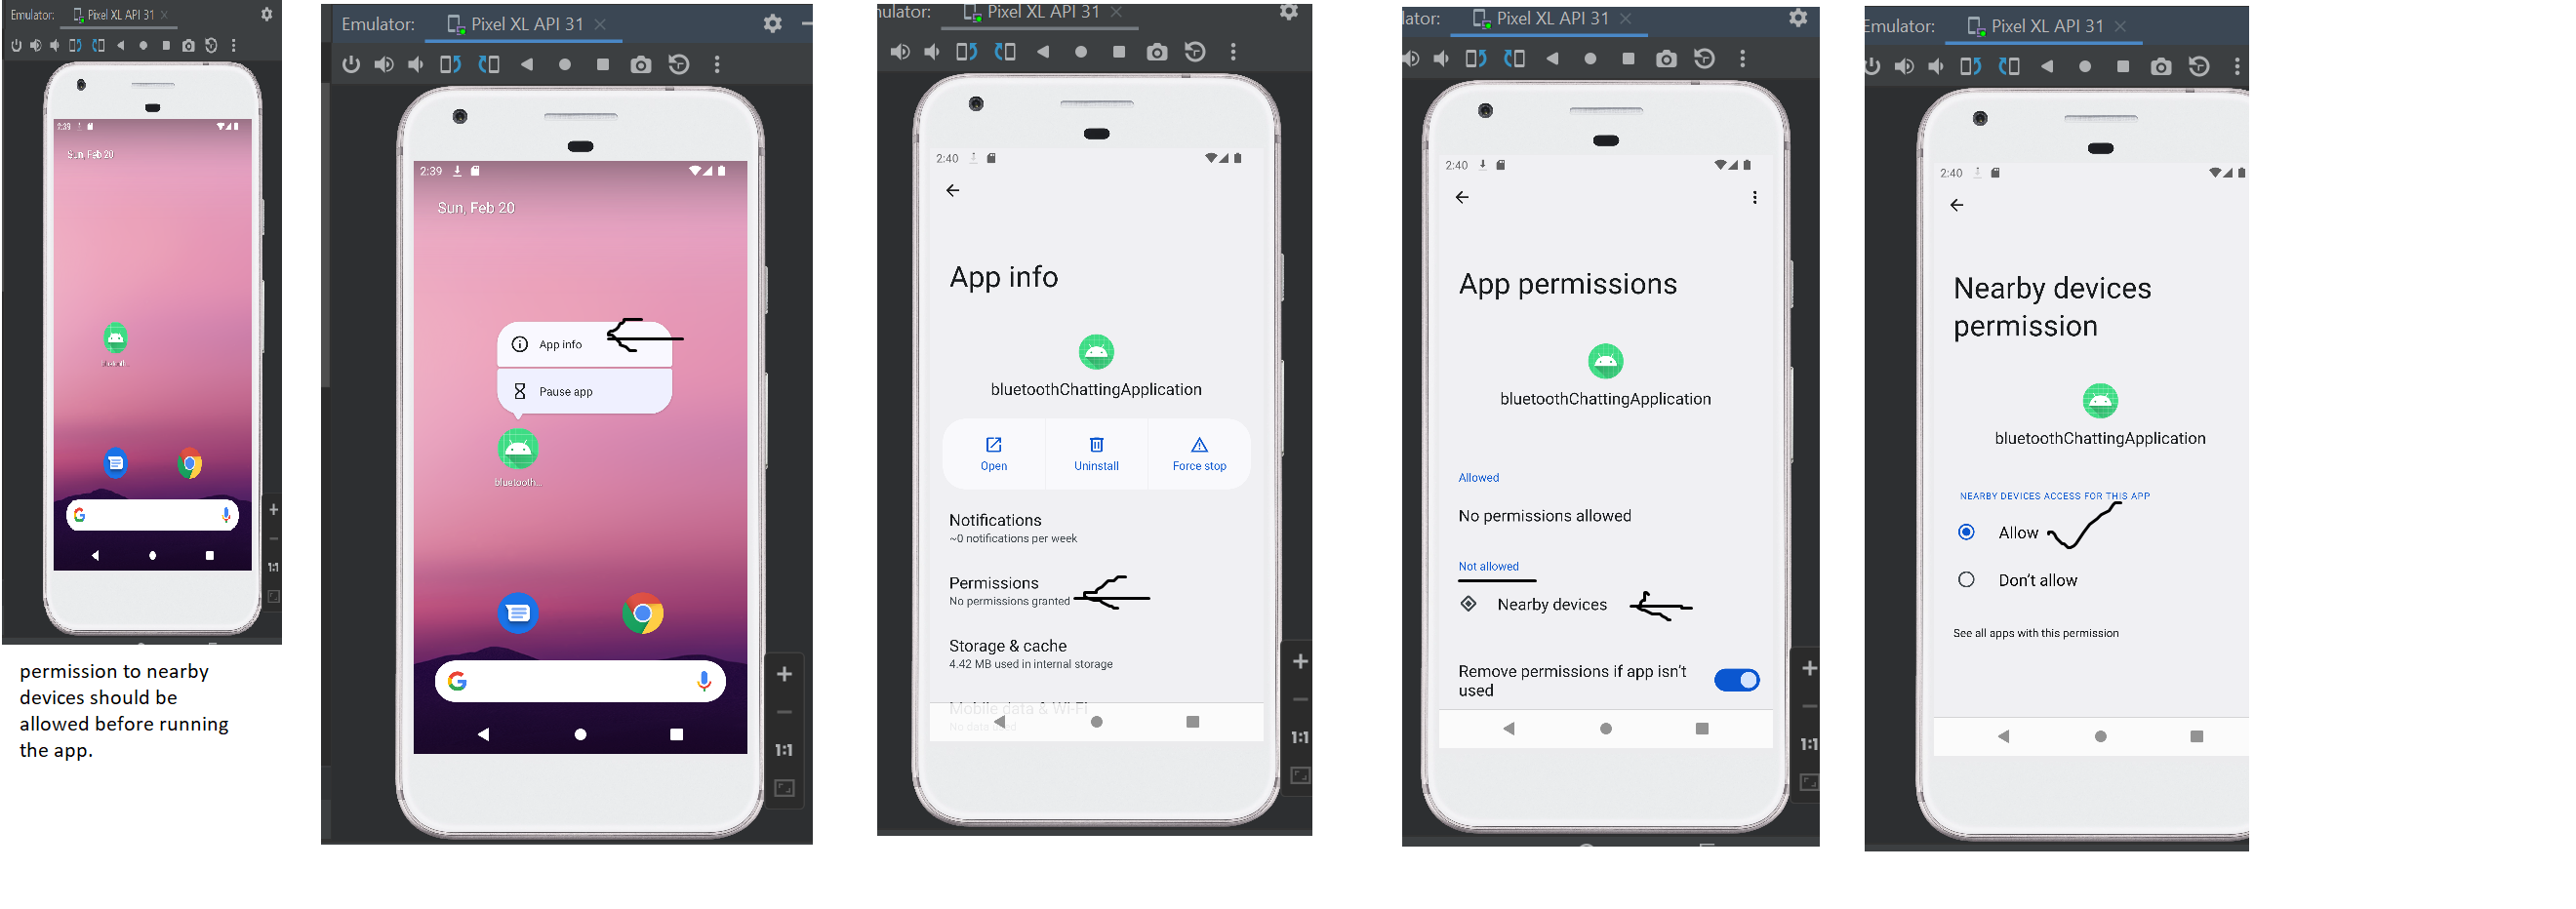 Emulator: Pixel XL API 31
2:39
Sun, Feb 20
1:1
permission to nearby
devices should be
allowed before running
the app.
Emulator: Pixel XL API 31
2:39
Sun, Feb 20
App info
Pause app
bluetooth...
G
1:1
nulator: Pixel XL API 31
2:40
App info
bluetoothChattingApplication
Open Uninstall Force stop
Notifications
~0 notifications per week
Permissions
No permissions granted
Storage & cache
4.42 MB used in internal storage
Mobile data & Wi-Fi
No data used
1:1
lator: Pixel XL API 31
2:40
App permissions
bluetoothChattingApplication
Allowed
No permissions allowed
Not allowed
Nearby devices
Remove permissions if app isn't
used
1:1
Emulator: Pixel XL API 31
2:40
Nearby devices
permission
bluetoothChattingApplication
NEARBY DEVICES ACCESS FOR THIS APP
Allow
Don't allow
See all apps with this permission